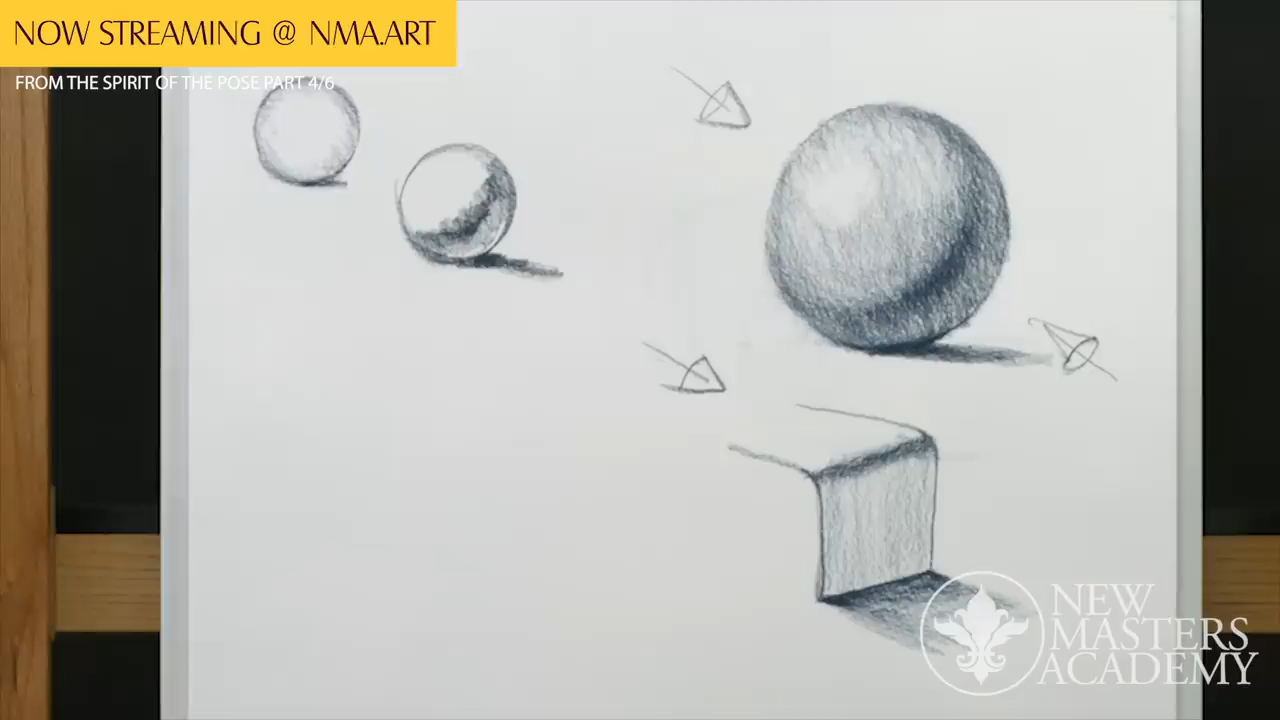 NOW STREAMING @ NMA.ART
FROM THE SPIRIT OF THE POSE PART 4/6
NEW
MASTERS
ACADEMY